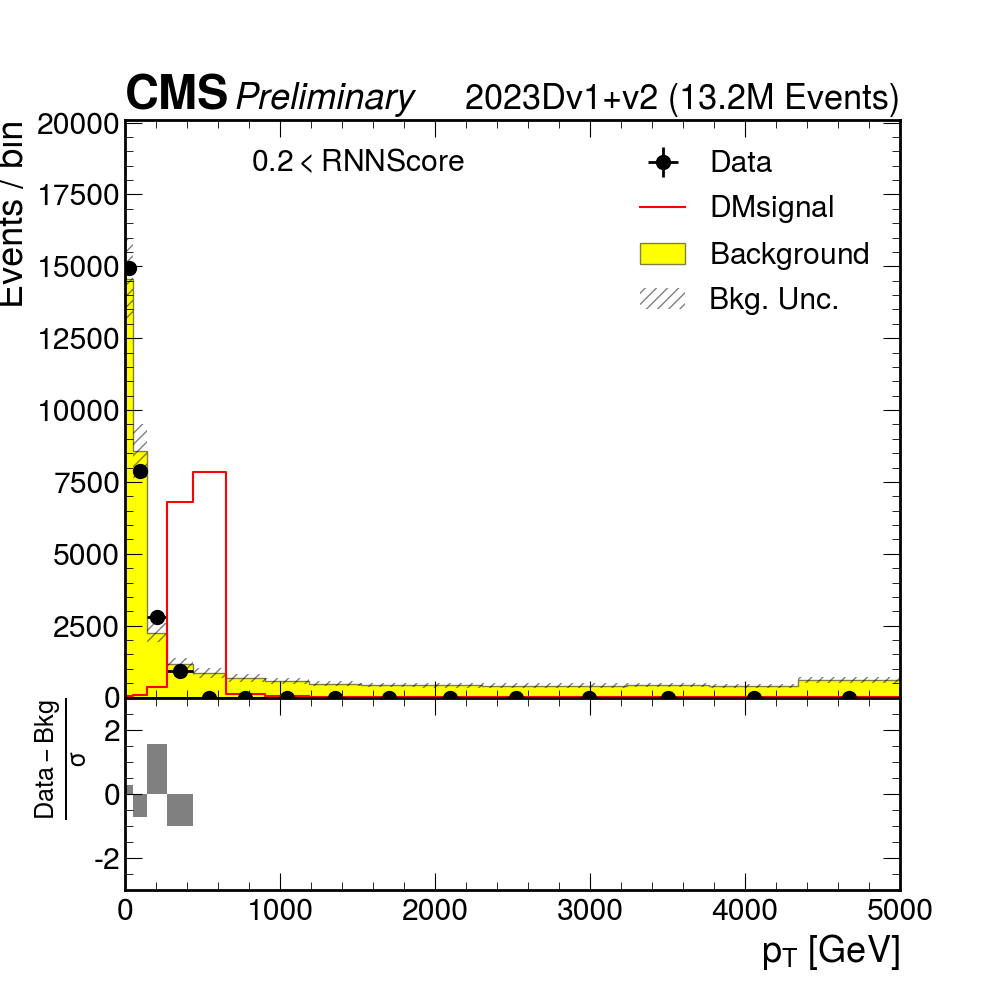 CMS Preliminary 2023Dv1+v2 (13.2M Events)
Events / bin
20000
17500
15000
12500
10000
7500
5000
2500
0
0.2 < RNNScore
Data
DMsignal
Background
Bkg. Unc.
Data − Bkg
σ
2
0
-2
0 1000 2000 3000 4000 5000
pT [GeV]